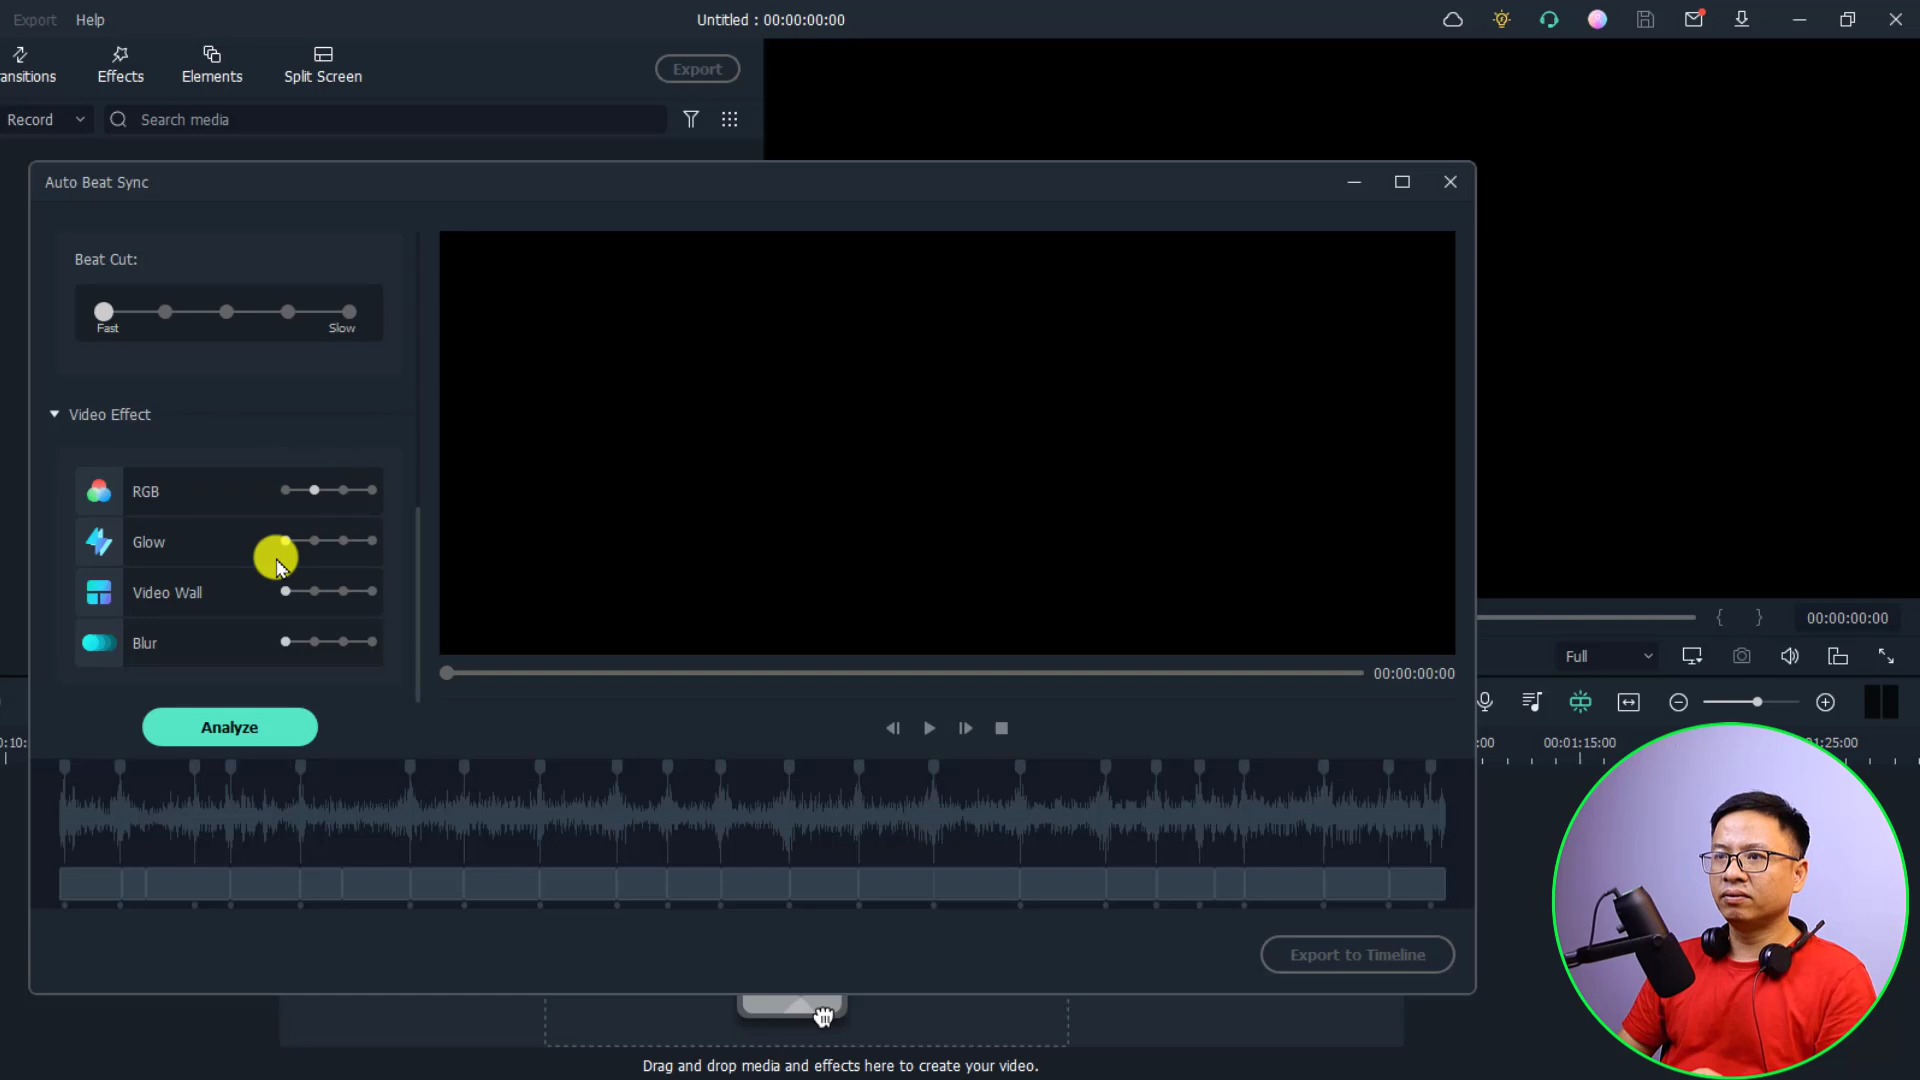 Export Help Untitled : 00:00:00:00
ansitions Effects Elements Split Screen Export
Record Search media
Auto Beat Sync
Beat Cut:
Fast Slow
Video Effect
RGB
Glow
Video Wall
Blur
{ } 00:00:00:00
Full
00:00:00:00
Analyze
0:10: :00 00:01:15:00 01:25:00
Export to Timeline
Drag and drop media and effects here to create your video.